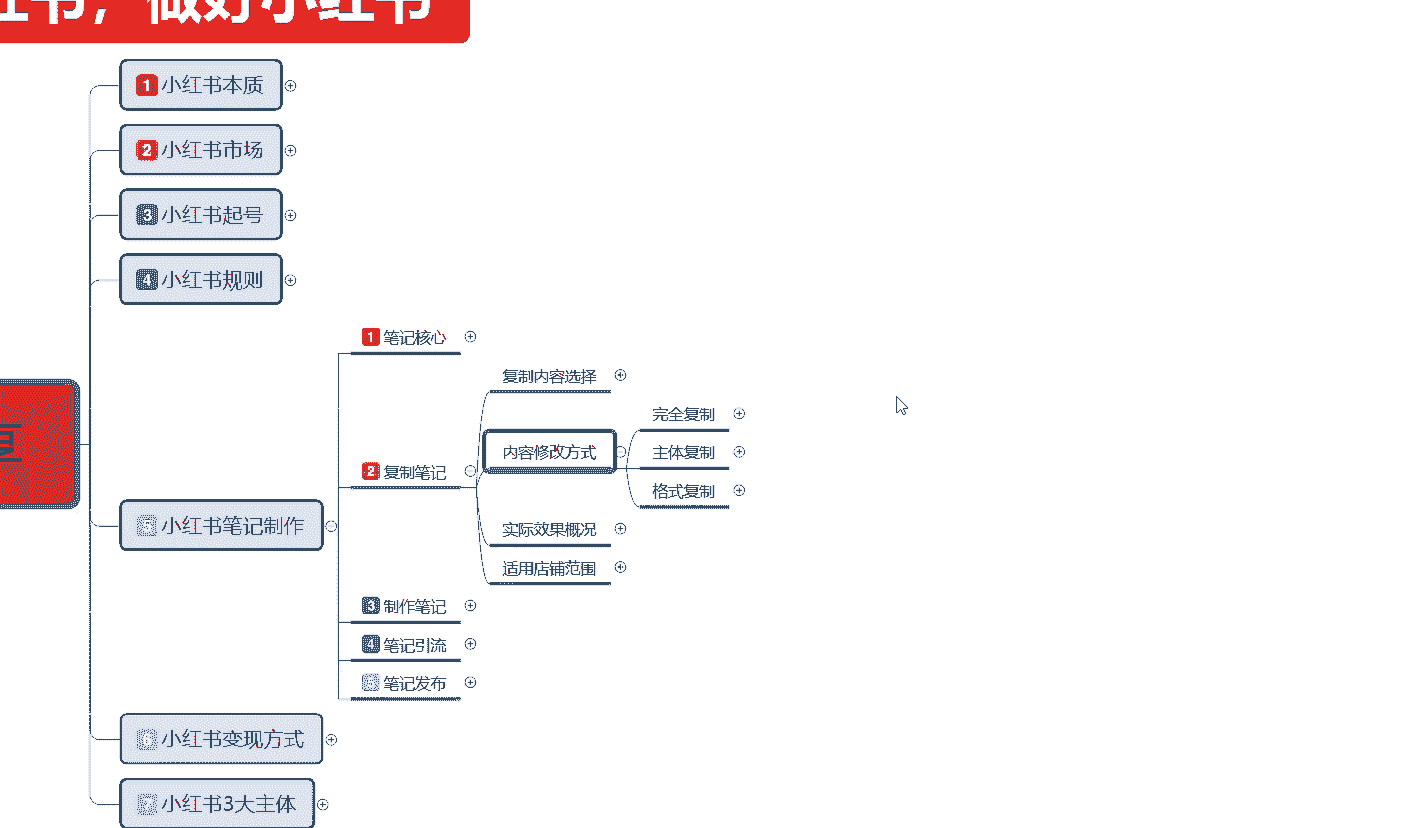 红书，做好小红书
1 小红书本质
2 小红书市场
3 小红书起号
4 小红书规则
5 小红书笔记制作
1 笔记核心
2 复制笔记
复制内容选择
内容修改方式
完全复制
主体复制
格式复制
实际效果概况
适用店铺范围
3 制作笔记
4 笔记引流
5 笔记发布
6 小红书变现方式
7 小红书3大主体